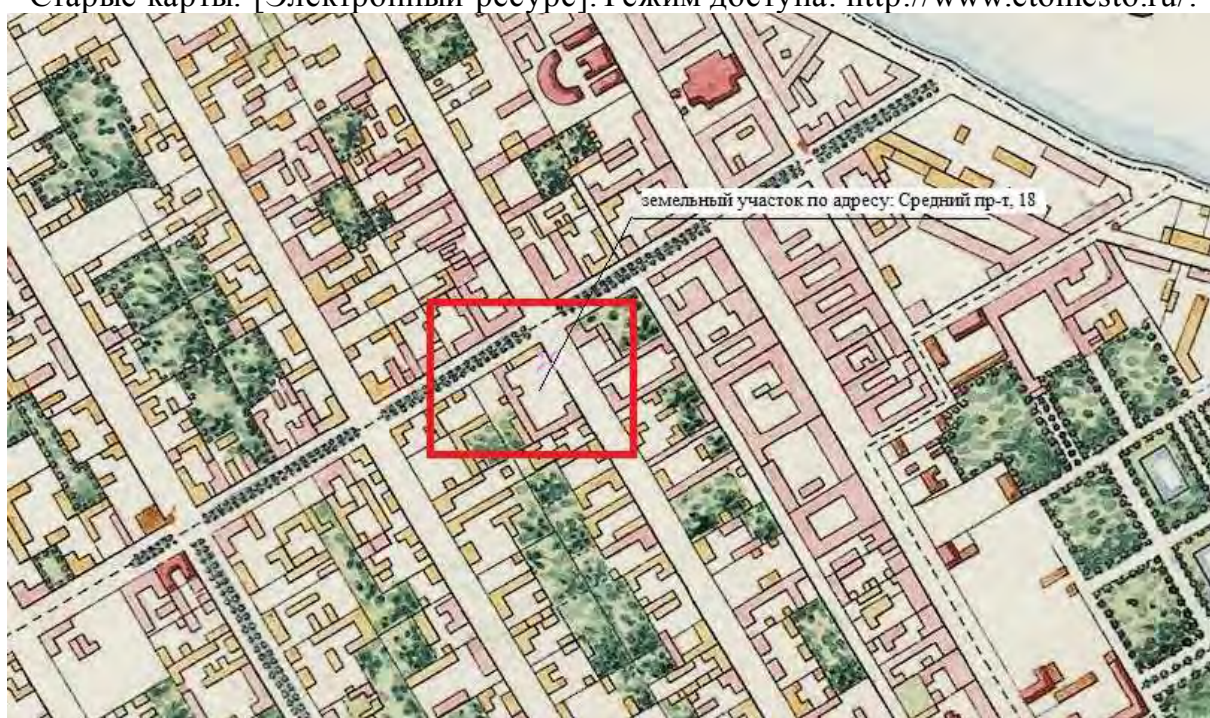 Старые карты. [Электронный ресурс]. Режим доступа: http://www.etomesto.ru/.
земельный участок по адресу: Средний пр-т, 18